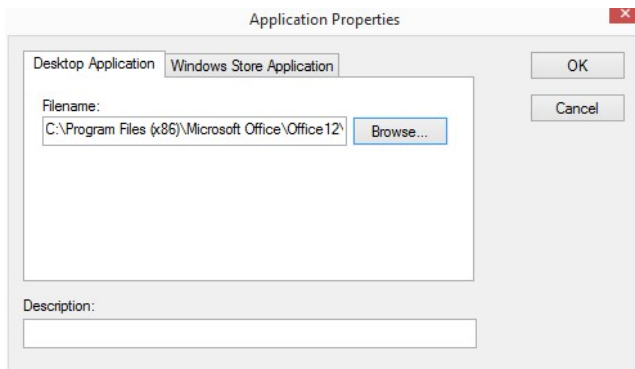 Application Properties
Desktop Application Windows Store Application
OK
Filename:
Cancel
C:\Program Files (x86)\Microsoft Office\Office12\
Browse...
Description: